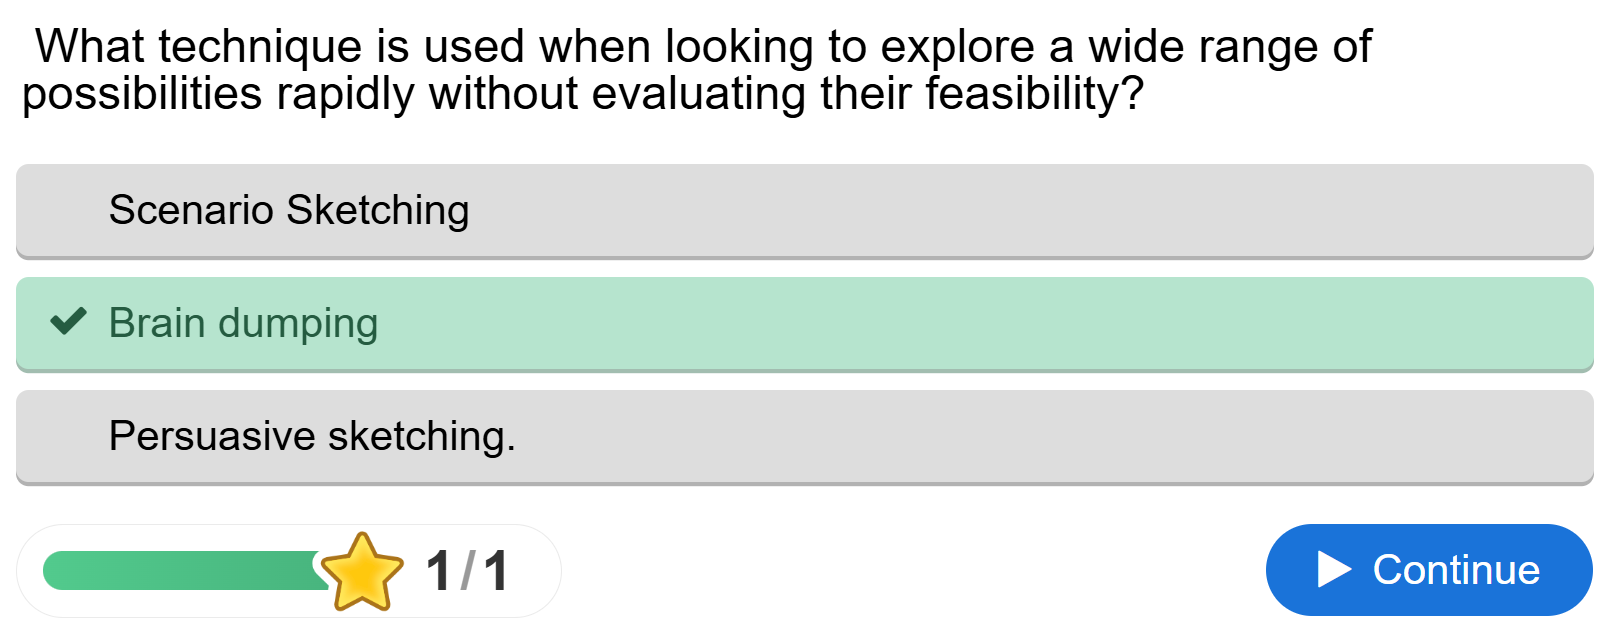 What technique is used when looking to explore a wide range of
possibilities rapidly without evaluating their feasibility?
Scenario Sketching
Brain dumping
Persuasive sketching.
1/1
Continue